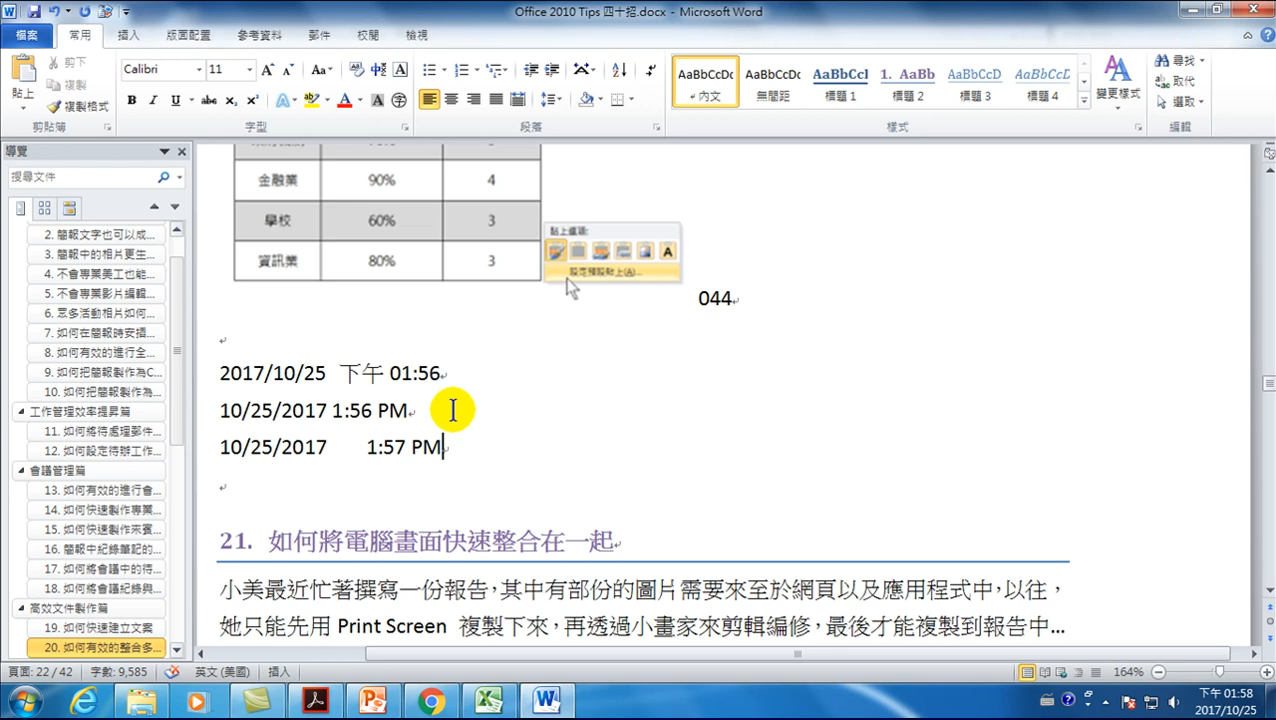 Office 2010 Tips 四十招.docx - Microsoft Word
檔案 常用 插入 版面配置 參考資料 郵件 校閱 檢視
貼上 剪下 複製 複製格式 剪貼簿
Calibri 11 字型
段落
AaBbCcDc AaBbCcDc AaBbCcI 1. AaBb AaBbCcDd AaBbCcDd
內文 無間距 標題 1 標題 2 標題 3 標題 4 變更樣式
樣式
尋找 取代 選取 編輯
導覽
搜尋文件
2. 簡報文字也可以成...
3. 簡報中的相片更生...
4. 不會專業美工也能...
5. 不會專業影片編輯...
6. 眾多活動相片如何...
7. 如何在簡報時安插...
8. 如何有效的進行全...
9. 如何把簡報製作為C...
10. 如何把簡報製作為...
工作管理效率提昇篇
11. 如何將待處理郵件...
12. 如何設定待辦工作...
會議管理篇
13. 如何有效的進行會...
14. 如何快速製作專業...
15. 如何快速製作來賓...
16. 簡報中紀錄筆記的...
17. 如何將會議中的待...
18. 如何將會議紀錄與...
高效文件製作篇
19. 如何快速建立文案
20. 如何有效的整合多...
金融業 90% 4
學校 60% 3
資訊業 80% 3
貼上選項:
設定預設貼上(A)...
044
2017/10/25 下午 01:56
10/25/2017 1:56 PM
10/25/2017 1:57 PM
21. 如何將電腦畫面快速整合在一起
小美最近忙著撰寫一份報告，其中有部份的圖片需要來至於網頁以及應用程式中，以往，
她只能先用 Print Screen 複製下來，再透過小畫家來剪輯編修，最後才能複製到報告中...
頁面: 22 / 42 字數: 9,585 英文 (美國) 插入 164%
下午 01:58
2017/10/25